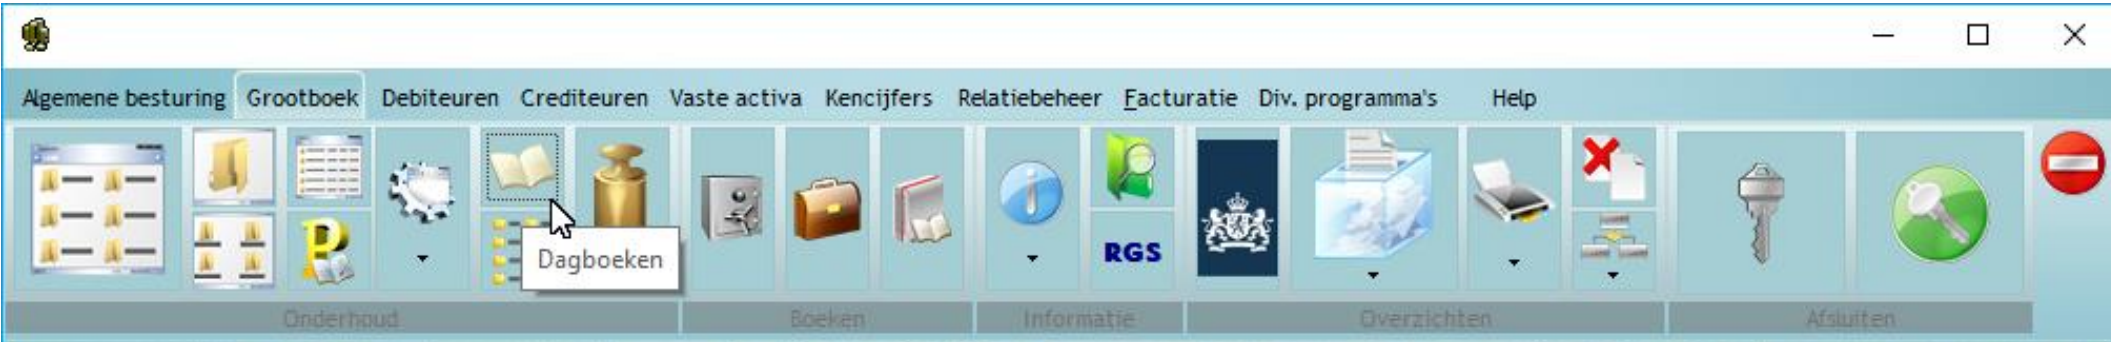 Algemene besturing Grootboek Debiteuren Crediteuren Vaste activa Kencijfers Relatiebeheer Facturatie Div. programma's Help
RGS
Dagboeken
Onderhoud Boeken Informatie Overzichten Afsluiten